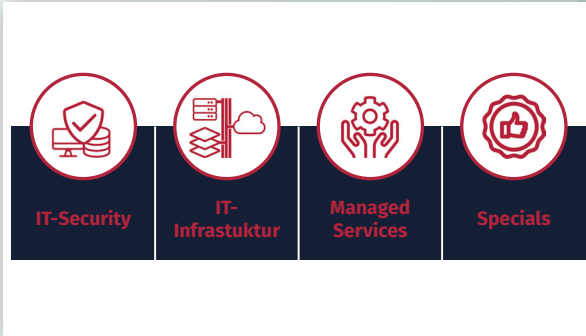 IT-Security
IT-
Infrastuktur
Managed
Services
Specials